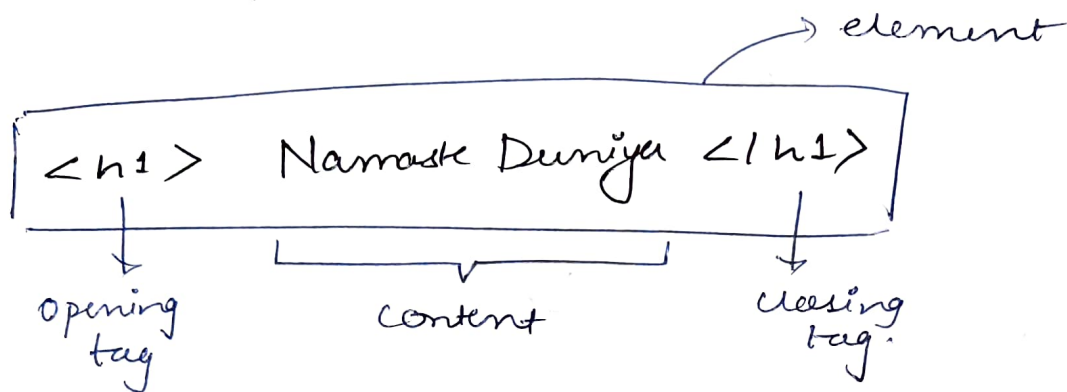 element
<h1> Namaste Duniya </h1>
opening
tag
content
closing
tag.